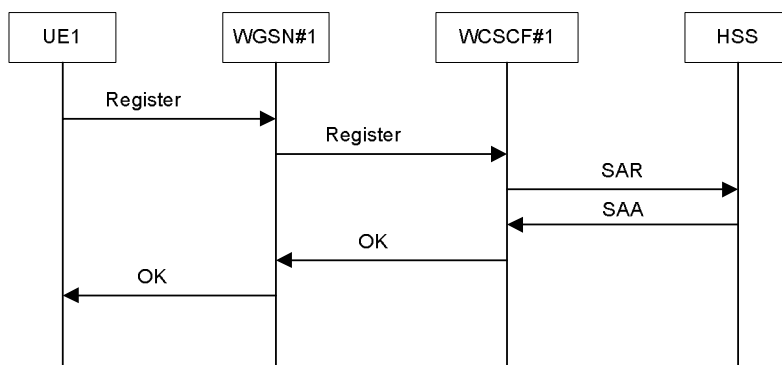 UE1
WGSN#1
WCSCF#1
HSS
Register
Register
SAR
SAA
OK
OK